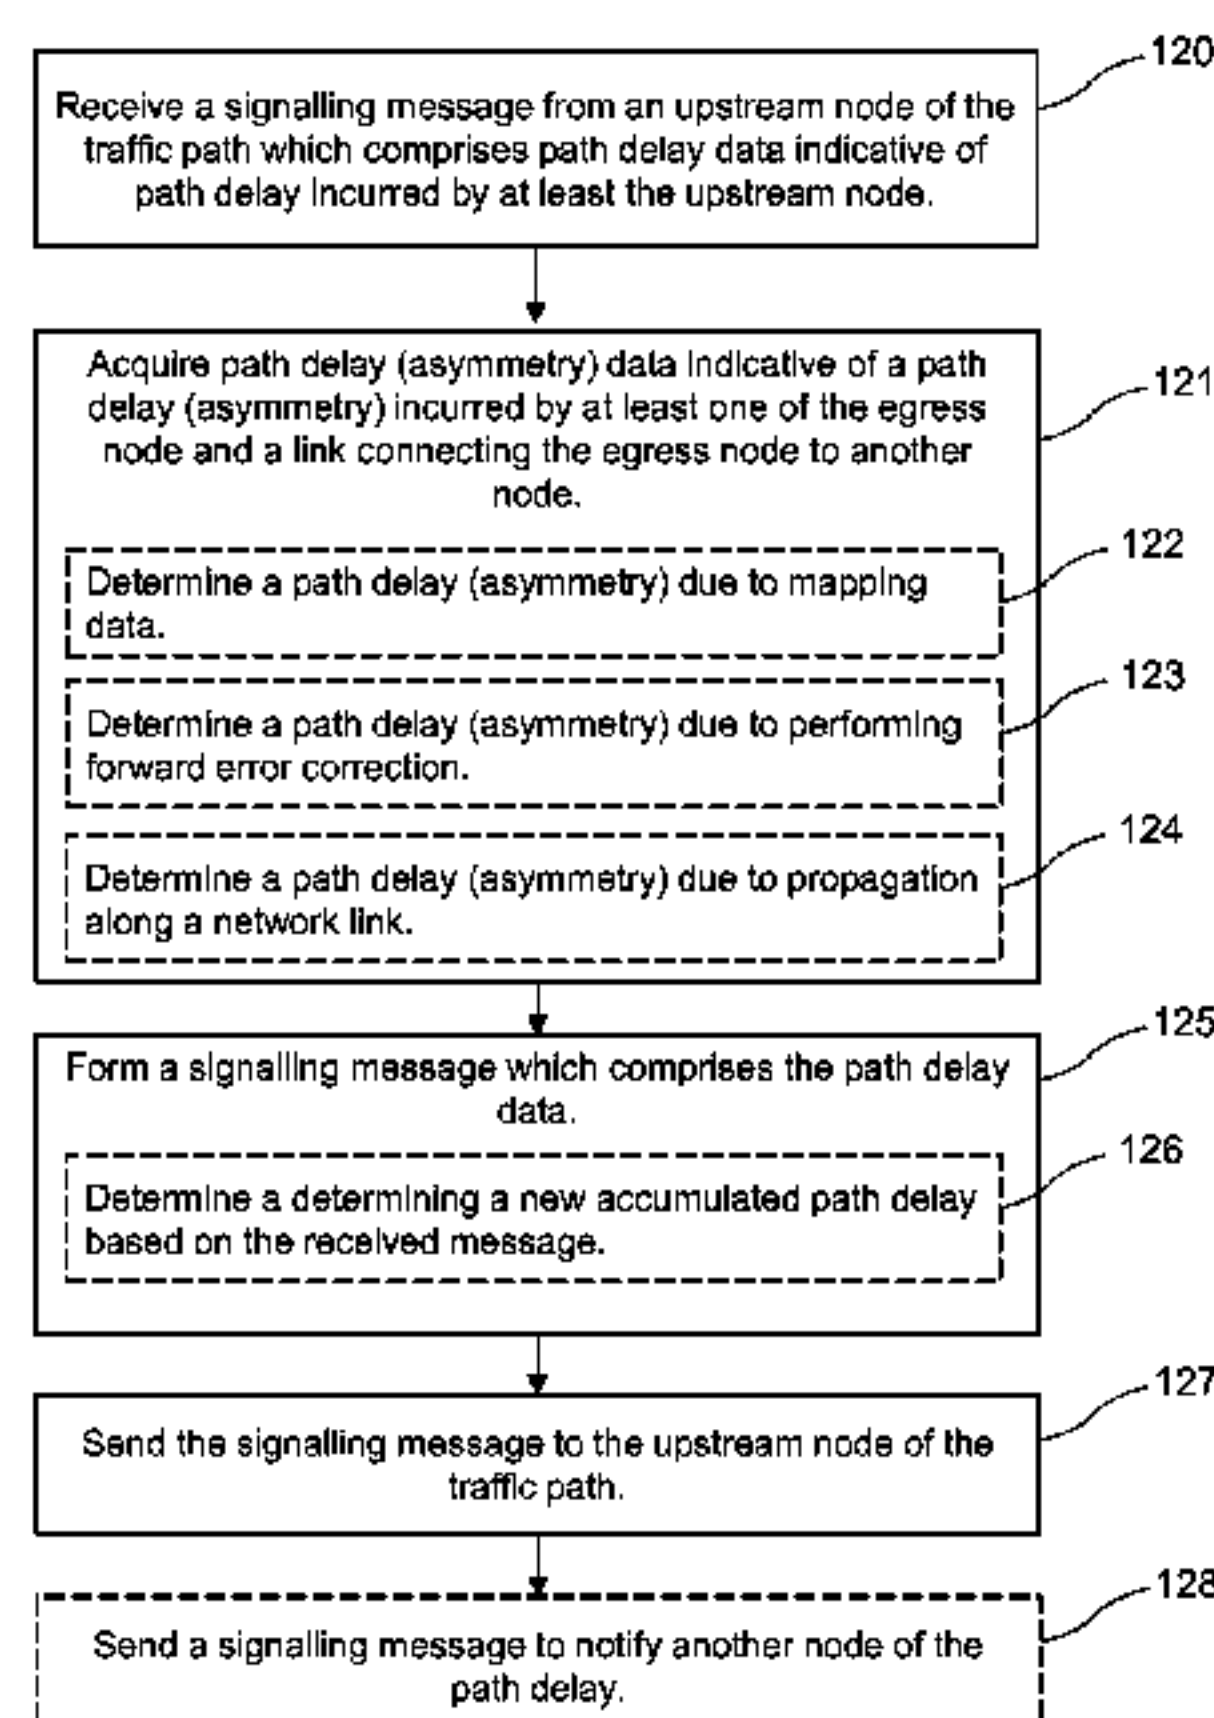 120
Receive a signalling message from an upstream node of the
traffic path which comprises path delay data indicative of
path delay incurred by at least the upstream node.
121
Acquire path delay (asymmetry) data indicative of a path
delay (asymmetry) incurred by at least one of the egress
node and a link connecting the egress node to another
node.
122
Determine a path delay (asymmetry) due to mapping
data.
123
Determine a path delay (asymmetry) due to performing
forward error correction.
124
Determine a path delay (asymmetry) due to propagation
along a network link.
125
Form a signalling message which comprises the path delay
data.
126
Determine a determining a new accumulated path delay
based on the received message.
127
Send the signalling message to the upstream node of the
traffic path.
128
Send a signalling message to notify another node of the
path delay.